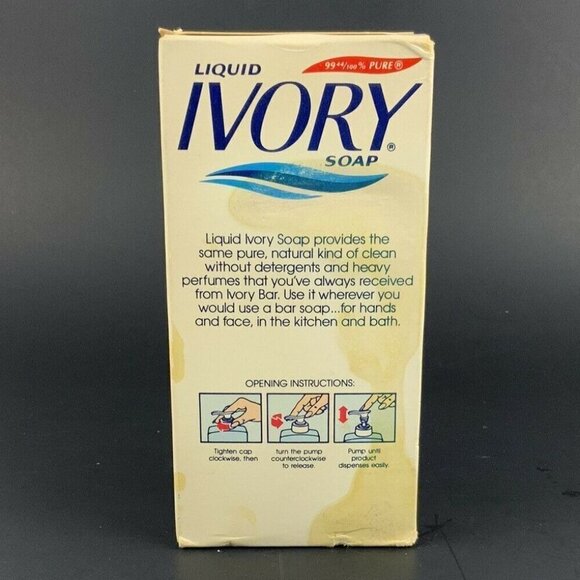 LIQUID
99 44/100% PURE®
IVORY®
SOAP
Liquid Ivory Soap provides the
same pure, natural kind of clean
without detergents and heavy
perfumes that you've always received
from Ivory Bar. Use it wherever you
would use a bar soap...for hands
and face, in the kitchen and bath.
OPENING INSTRUCTIONS:
Tighten cap
clockwise, then
turn the pump
counterclockwise
to release.
Pump until
product
dispenses easily.